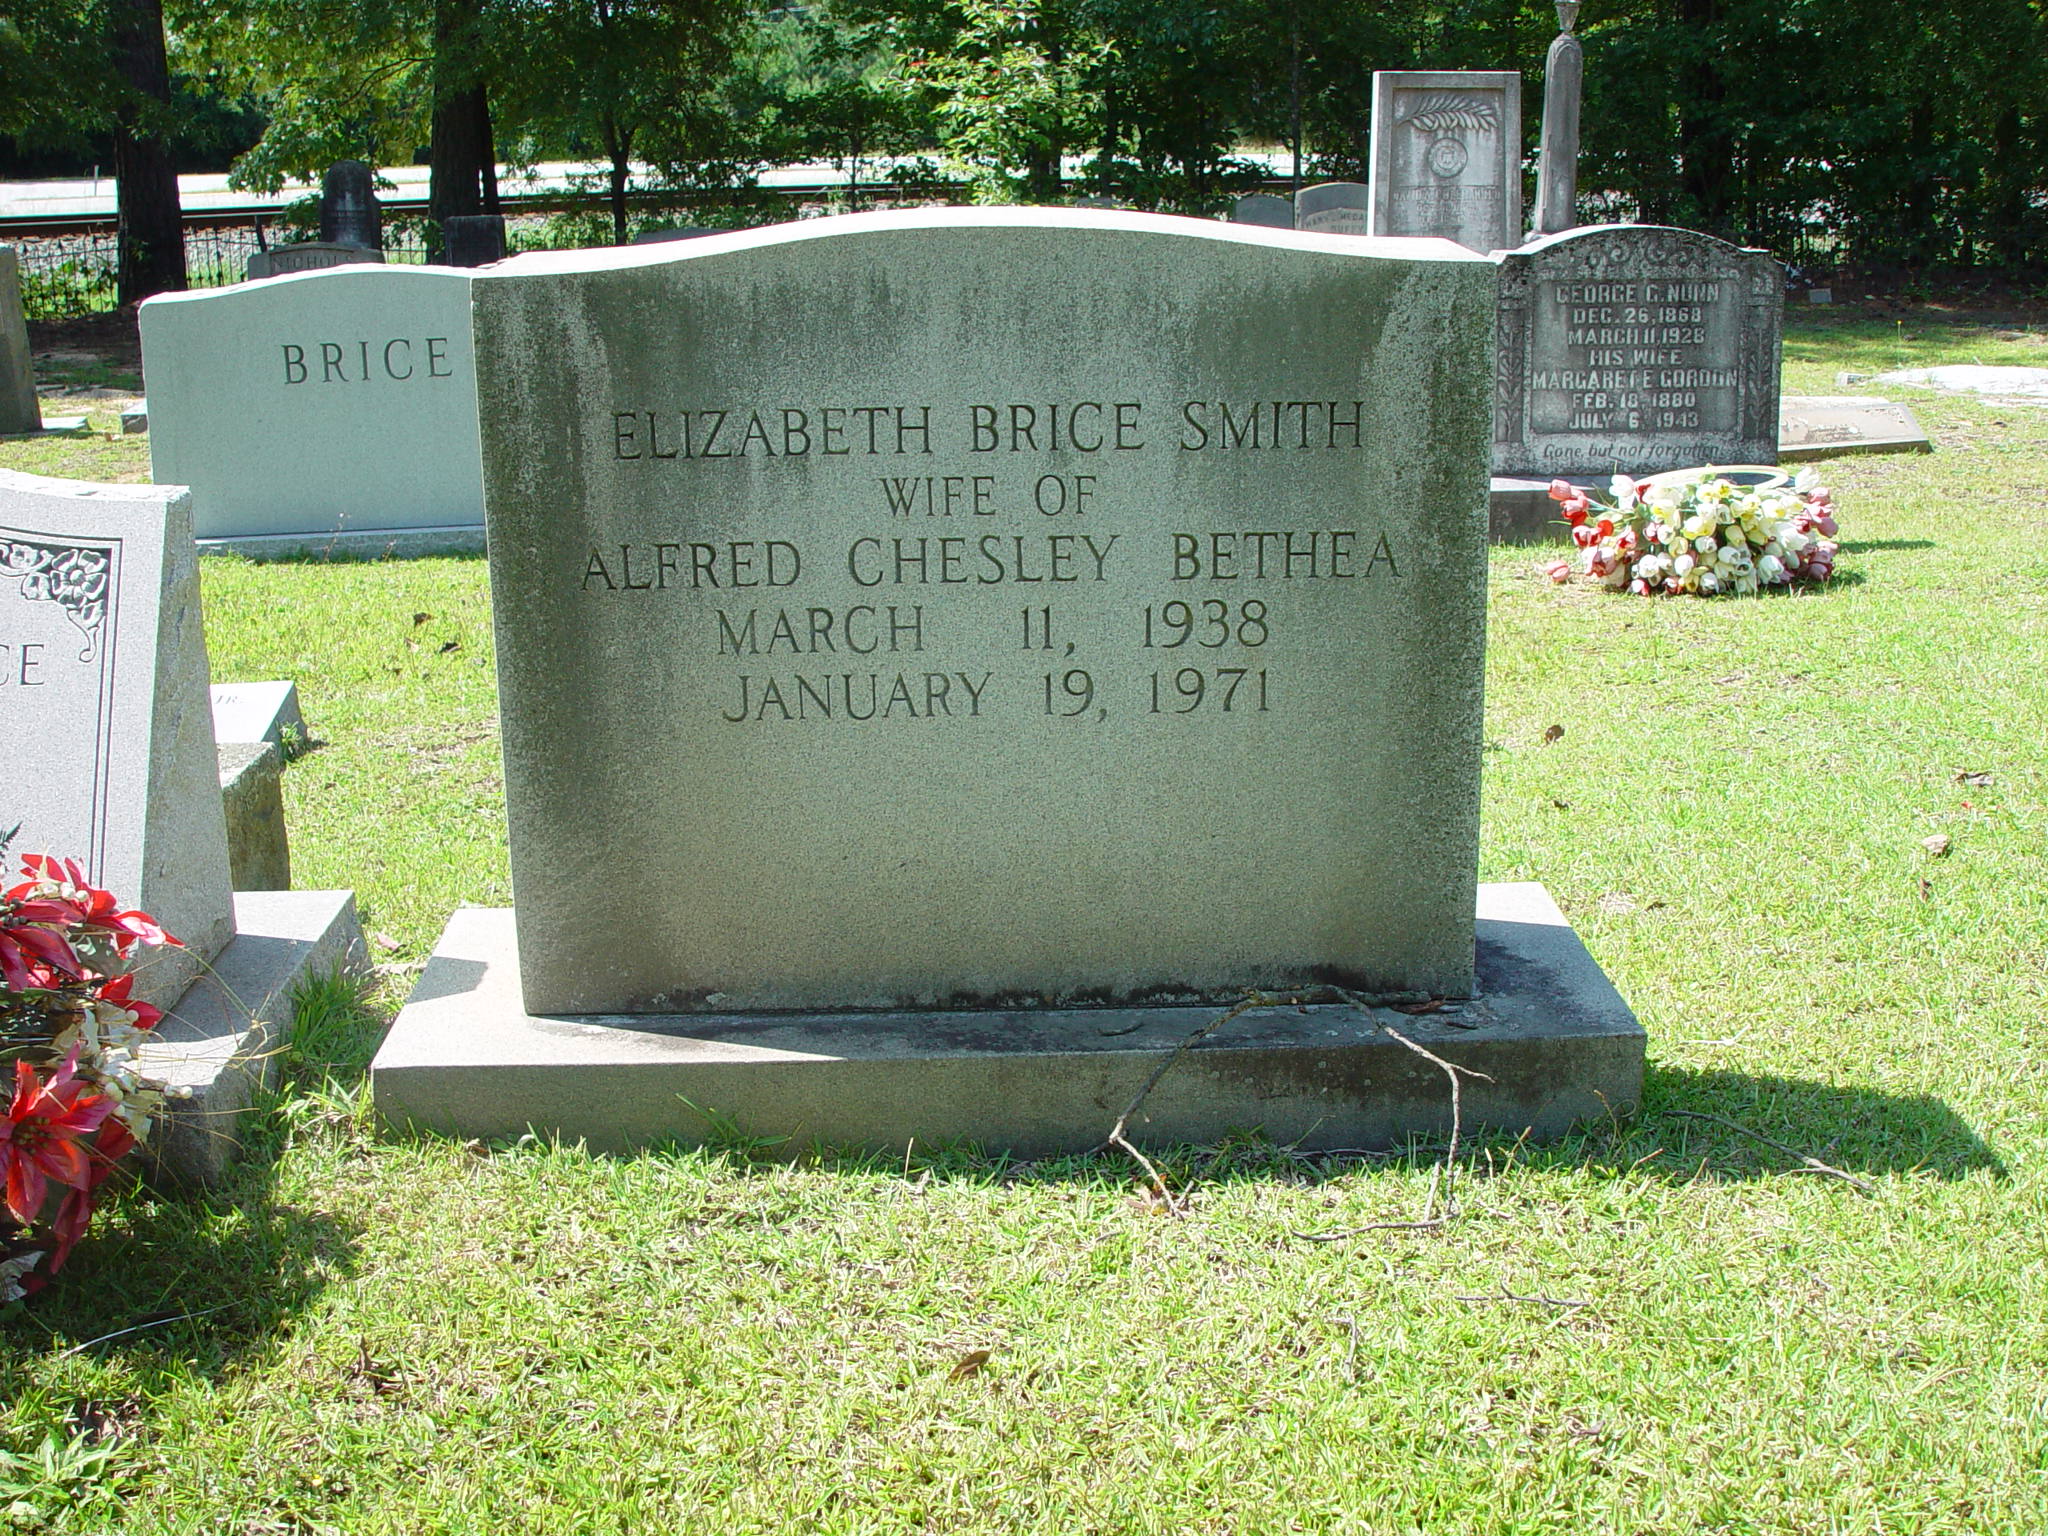 ELIZABETH BRICE SMITH
WIFE OF
ALFRED CHESLEY BETHEA
MARCH 11, 1938
JANUARY 19, 1971
BRICE
GEORGE G. NUNN
DEC. 26, 1868
MARCH 11, 1928
HIS WIFE
MARGARET E. GORDON
FEB. 18, 1880
JULY 6, 1943
Gone, but not forgotten
NICHOLS
CE
JR.